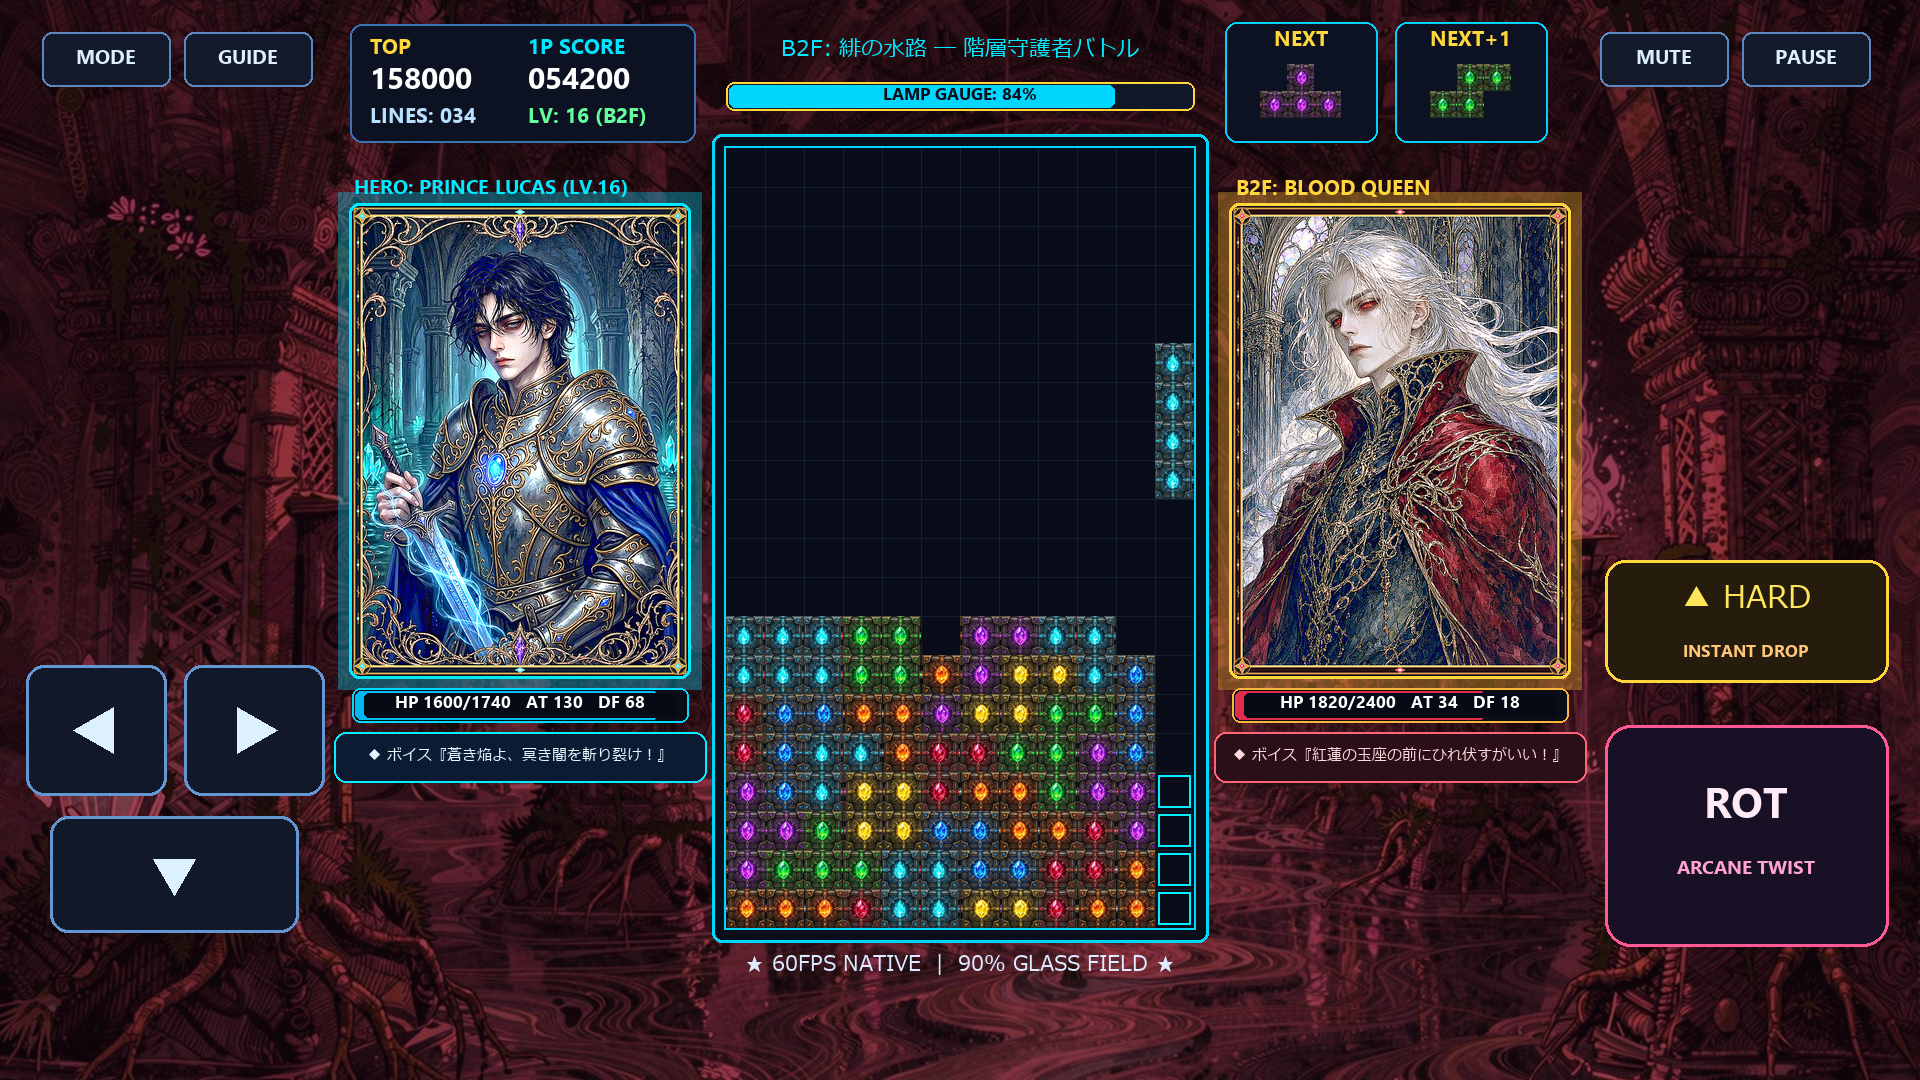 MODE
GUIDE
TOP
1P SCORE
158000
054200
LINES: 034
LV: 16 (B2F)
B2F: 緋の水路 — 階層守護者バトル
LAMP GAUGE: 84%
NEXT
NEXT+1
MUTE
PAUSE
HERO: PRINCE LUCAS (LV.16)
B2F: BLOOD QUEEN
HP 1600/1740 AT 130 DF 68
HP 1820/2400 AT 34 DF 18
◆ ボイス『蒼き焔よ、冥き闇を斬り裂け！』
◆ ボイス『紅蓮の玉座の前にひれ伏すがいい！』
▲ HARD
INSTANT DROP
ROT
ARCANE TWIST
★ 60FPS NATIVE | 90% GLASS FIELD ★